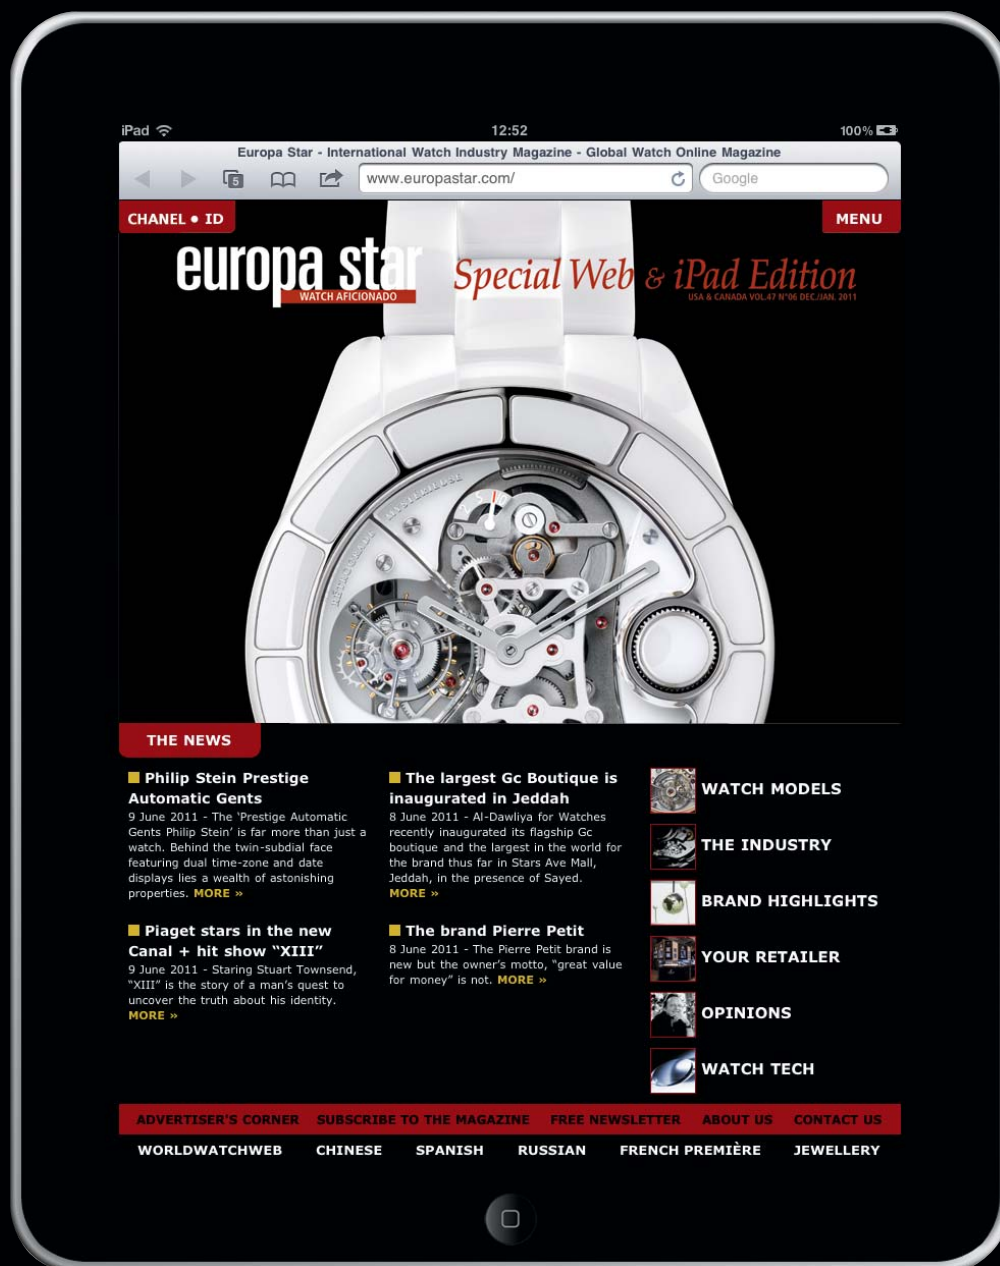 iPad 12:52 100%
Europa Star - International Watch Industry Magazine - Global Watch Online Magazine
5 www.europastar.com/ Google
CHANEL • ID MENU
europa star Special Web & iPad Edition
WATCH AFICIONADO USA & CANADA VOL.47 N°06 DEC./JAN. 2011
MYSTÉRIEUSE
RÉTROGRADE
THE NEWS
Philip Stein Prestige
Automatic Gents
9 June 2011 - The ‘Prestige Automatic
Gents Philip Stein’ is far more than just a
watch. Behind the twin-subdial face
featuring dual time-zone and date
displays lies a wealth of astonishing
properties. MORE »
Piaget stars in the new
Canal + hit show “XIII”
9 June 2011 - Staring Stuart Townsend,
“XIII” is the story of a man’s quest to
uncover the truth about his identity.
MORE »
The largest Gc Boutique is
inaugurated in Jeddah
8 June 2011 - Al-Dawliya for Watches
recently inaugurated its flagship Gc
boutique and the largest in the world for
the brand thus far in Stars Ave Mall,
Jeddah, in the presence of Sayed.
MORE »
The brand Pierre Petit
8 June 2011 - The Pierre Petit brand is
new but the owner’s motto, “great value
for money” is not. MORE »
WATCH MODELS
THE INDUSTRY
BRAND HIGHLIGHTS
YOUR RETAILER
OPINIONS
WATCH TECH
ADVERTISER'S CORNER SUBSCRIBE TO THE MAGAZINE FREE NEWSLETTER ABOUT US CONTACT US
WORLDWATCHWEB CHINESE SPANISH RUSSIAN FRENCH PREMIÈRE JEWELLERY